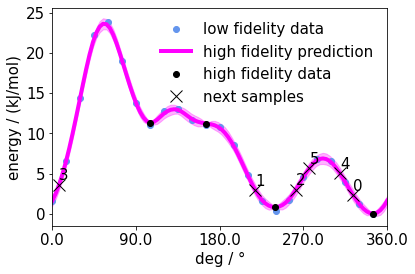 energy / (kJ/mol)
25
20
15
10
5
0
low fidelity data
high fidelity prediction
high fidelity data
next samples
3
1
2
5
4
0
0.0 90.0 180.0 270.0 360.0
deg / °